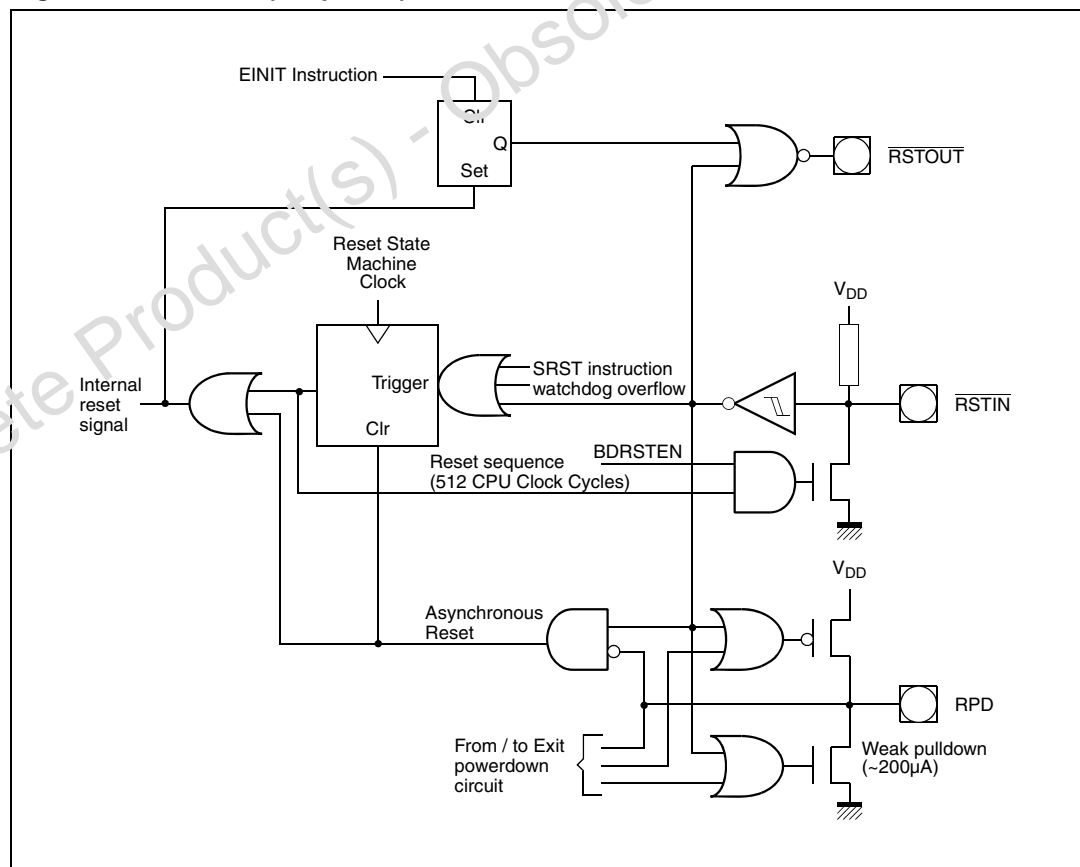 EINIT Instruction
Clr
Q
Set
RSTOUT
Reset State
Machine
Clock
VDD
Trigger
SRST instruction
watchdog overflow
Internal
reset
signal
Clr
RSTIN
BDRSTEN
Reset sequence
(512 CPU Clock Cycles)
VDD
Asynchronous
Reset
RPD
From / to Exit
powerdown
circuit
Weak pulldown
(~200µA)
Product(s) -